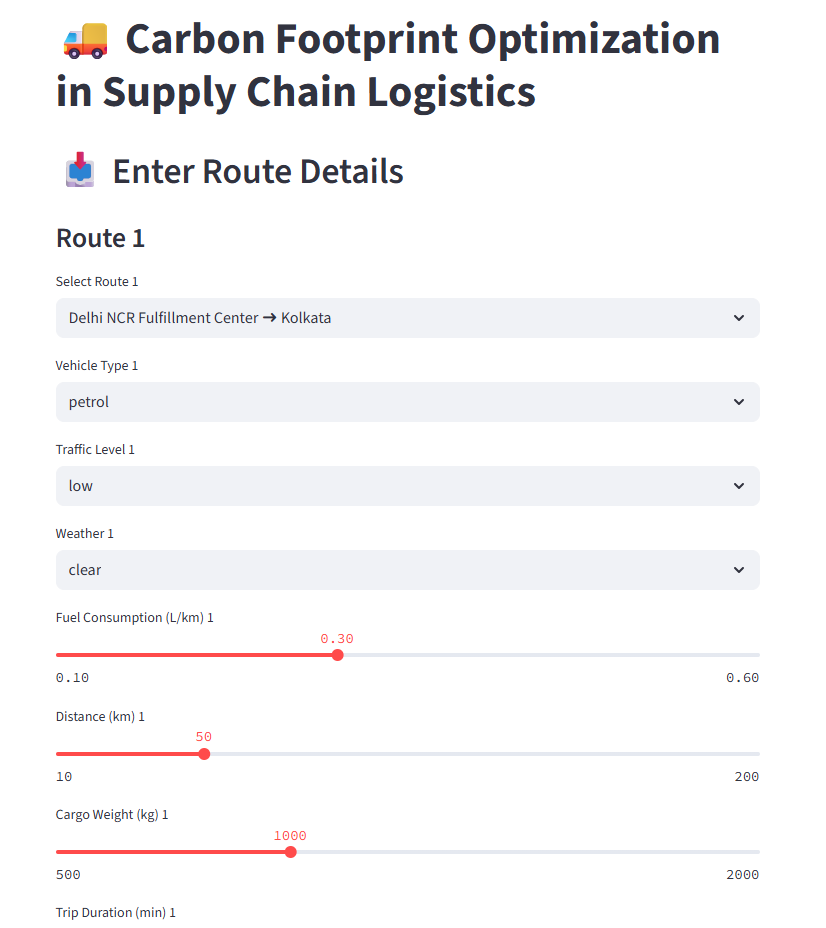 🚚 Carbon Footprint Optimization
in Supply Chain Logistics
📥 Enter Route Details
Route 1
Select Route 1
Delhi NCR Fulfillment Center → Kolkata
Vehicle Type 1
petrol
Traffic Level 1
low
Weather 1
clear
Fuel Consumption (L/km) 1
0.30
0.10 0.60
Distance (km) 1
50
10 200
Cargo Weight (kg) 1
1000
500 2000
Trip Duration (min) 1